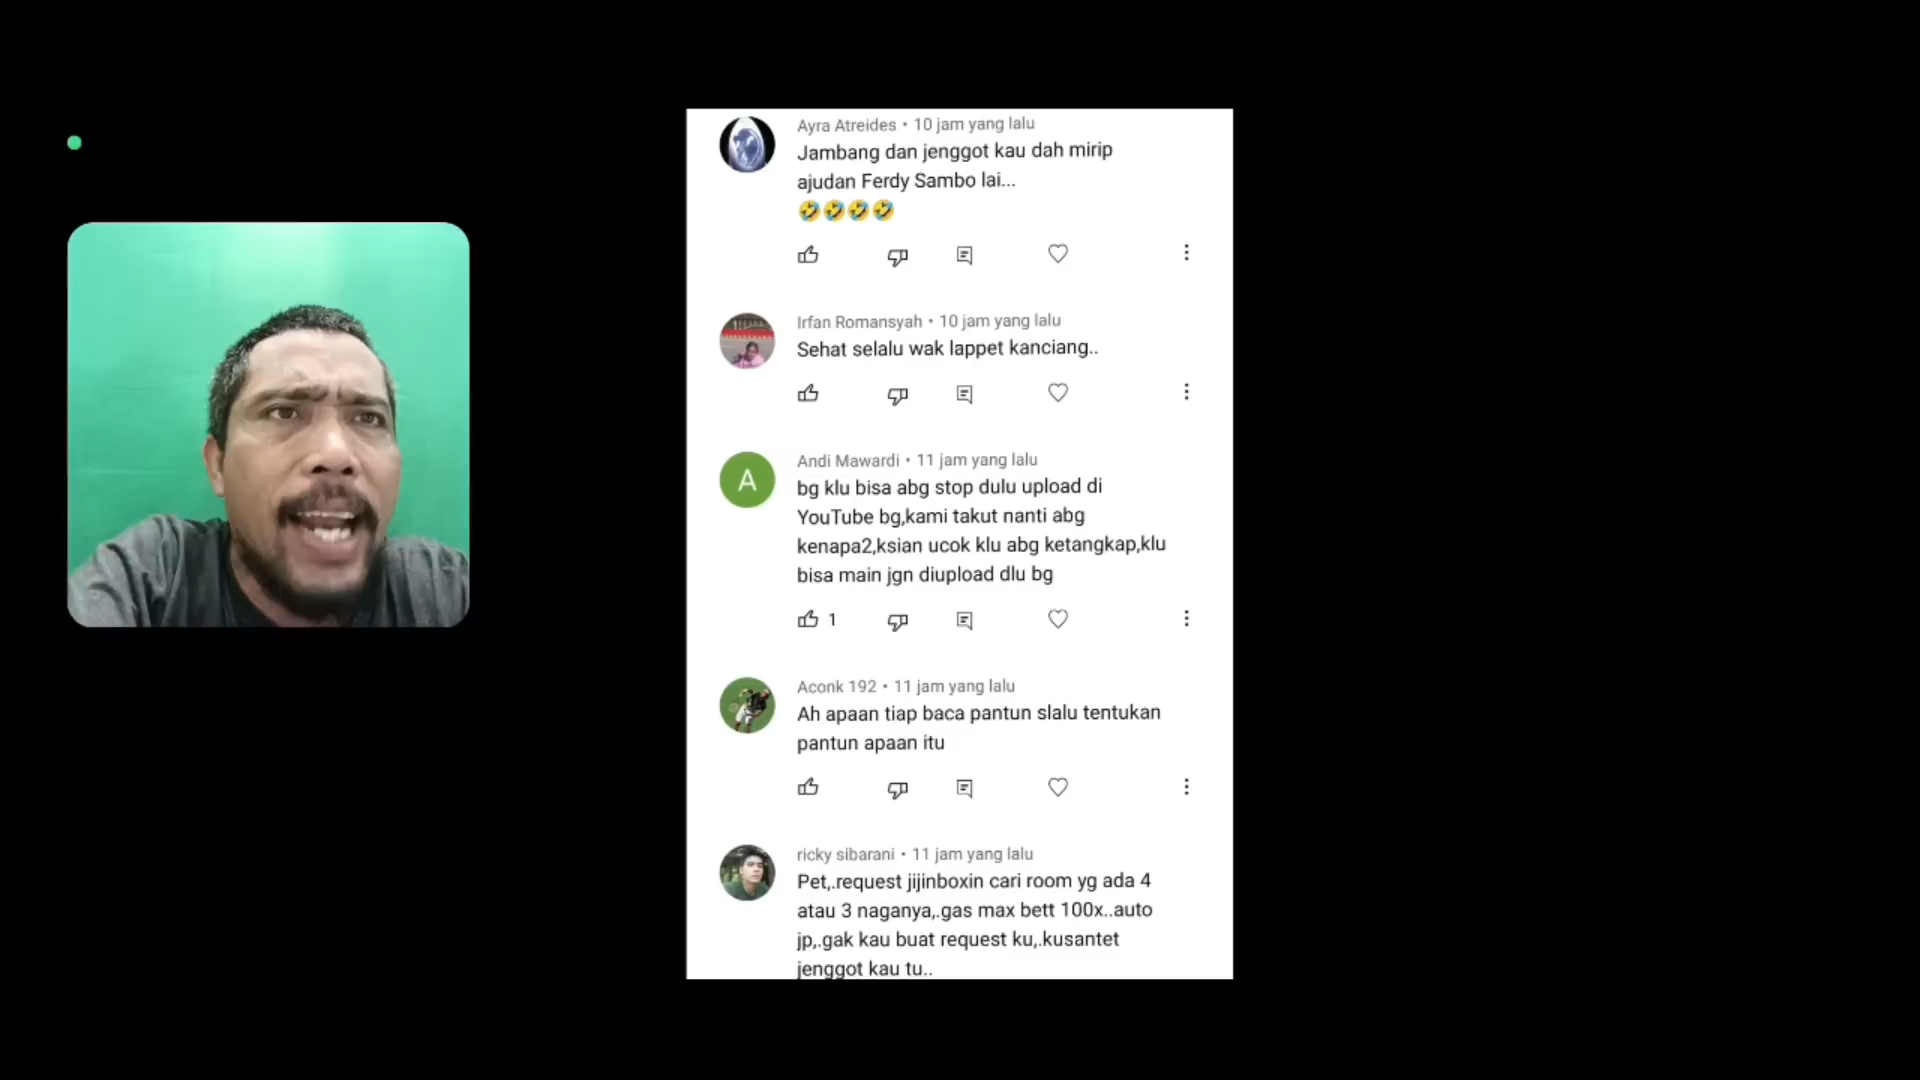 Ayra Atreides • 10 jam yang lalu
Jambang dan jenggot kau dah mirip
ajudan Ferdy Sambo lai...
🤣🤣🤣🤣
Irfan Romansyah • 10 jam yang lalu
Sehat selalu wak lappet kanciang..
A
Andi Mawardi • 11 jam yang lalu
bg klu bisa abg stop dulu upload di
YouTube bg,kami takut nanti abg
kenapa2,ksian ucok klu abg ketangkap,klu
bisa main jgn diupload dlu bg
1
Aconk 192 • 11 jam yang lalu
Ah apaan tiap baca pantun slalu tentukan
pantun apaan itu
ricky sibarani • 11 jam yang lalu
Pet,.request jijinboxin cari room yg ada 4
atau 3 naganya,.gas max bett 100x..auto
jp,.gak kau buat request ku,.kusantet
jenggot kau tu..